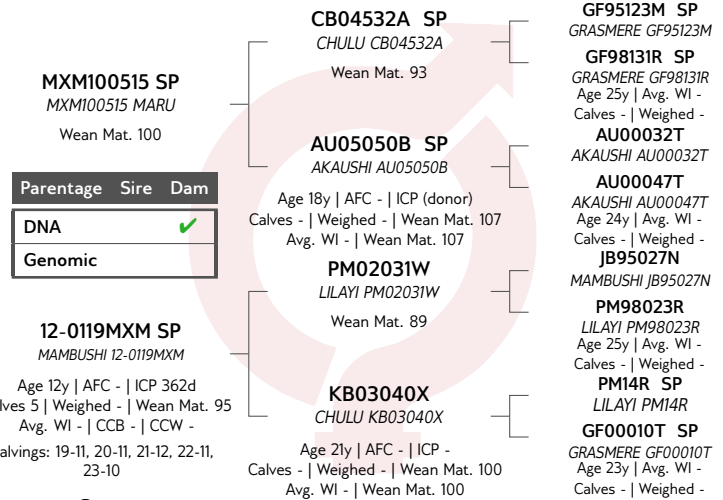 MXM100515 SP
MXM100515 MARU
Wean Mat. 100
Parentage Sire Dam
DNA ✔
Genomic
12-0119MXM SP
MAMBUSHI 12-0119MXM
Age 12y | AFC - | ICP 362d
lves 5 | Weighed - | Wean Mat. 95
Avg. WI - | CCB - | CCW -
alvings: 19-11, 20-11, 21-12, 22-11,
23-10
CB04532A SP
CHULU CB04532A
Wean Mat. 93
AU05050B SP
AKAUSHI AU05050B
Age 18y | AFC - | ICP (donor)
Calves - | Weighed - | Wean Mat. 107
Avg. WI - | Wean Mat. 107
PM02031W
LILAYI PM02031W
Wean Mat. 89
KB03040X
CHULU KB03040X
Age 21y | AFC - | ICP -
Calves - | Weighed - | Wean Mat. 100
Avg. WI - | Wean Mat. 100
GF95123M SP
GRASMERE GF95123M
GF98131R SP
GRASMERE GF98131R
Age 25y | Avg. WI -
Calves - | Weighed -
AU00032T
AKAUSHI AU00032T
AU00047T
AKAUSHI AU00047T
Age 24y | Avg. WI -
Calves - | Weighed -
JB95027N
MAMBUSHI JB95027N
PM98023R
LILAYI PM98023R
Age 25y | Avg. WI -
Calves - | Weighed -
PM14R SP
LILAYI PM14R
GF00010T SP
GRASMERE GF00010T
Age 23y | Avg. WI -
Calves - | Weighed -